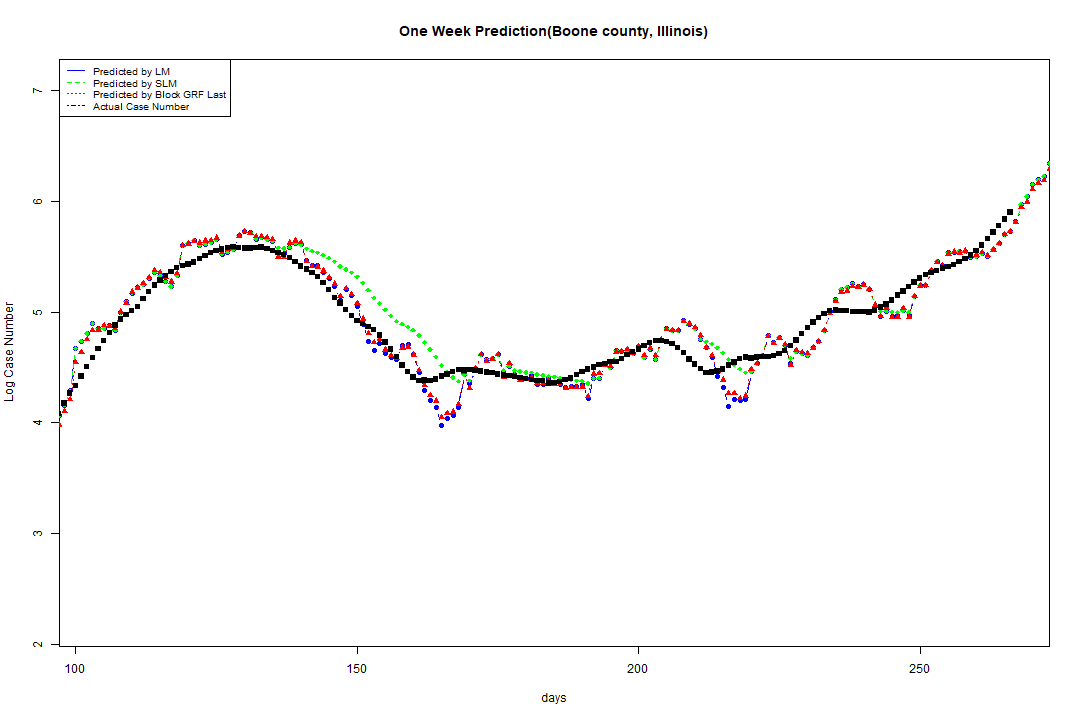 One Week Prediction(Boone county, Illinois)
Predicted by LM
Predicted by SLM
Predicted by Block GRF Last
Actual Case Number
7
6
5
4
3
2
Log Case Number
100 150 200 250
days